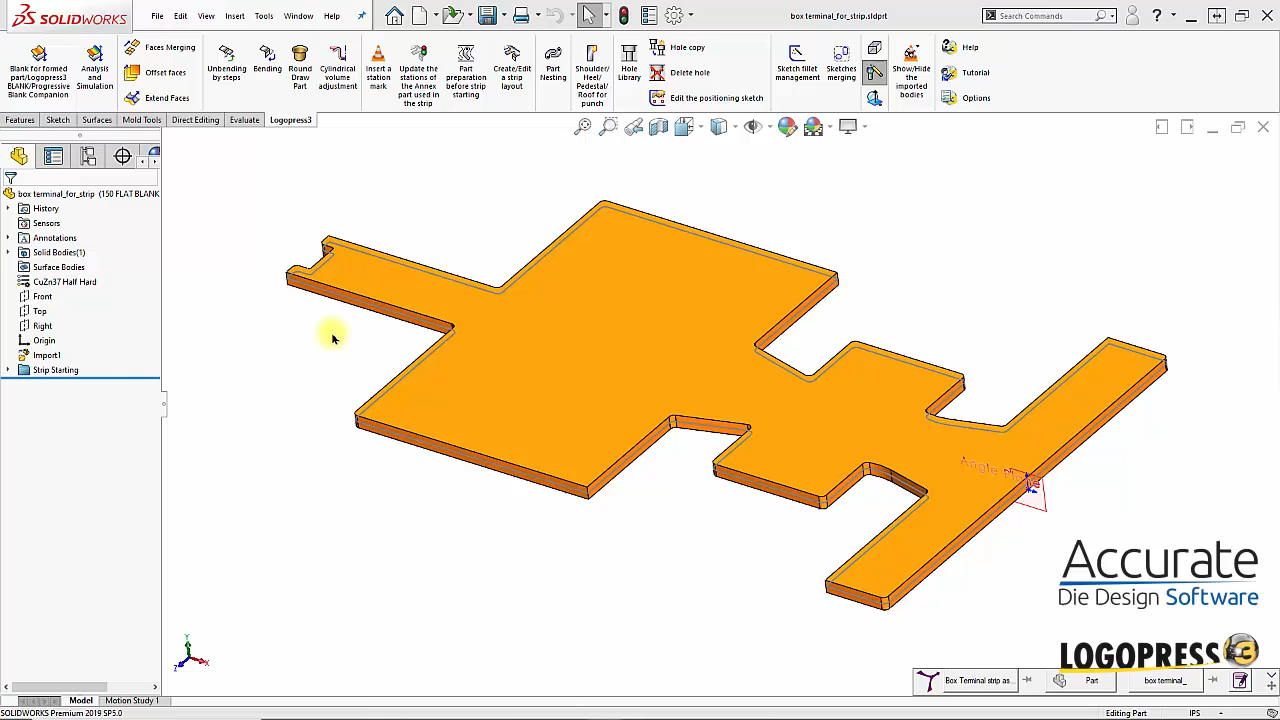 SOLIDWORKS
File Edit View Insert Tools Window Help
box terminal_for_strip.sldprt
Search Commands
Blank for formed part/Logopress3 BLANK/Progressive Blank Companion
Analysis and Simulation
Faces Merging
Offset faces
Extend Faces
Unbending by steps
Bending
Round Draw Part
Cylindrical volume adjustment
Insert a station mark
Update the stations of the Annex part used in the strip
Part preparation before strip starting
Create/Edit a strip layout
Part Nesting
Shoulder/ Heel/ Pedestal/ Roof for punch
Hole Library
Hole copy
Delete hole
Edit the positioning sketch
Sketch fillet management
Sketches merging
Show/Hide the imported bodies
Help
Tutorial
Options
Features Sketch Surfaces Mold Tools Direct Editing Evaluate Logopress3
box terminal_for_strip (150 FLAT BLANK
History
Sensors
Annotations
Solid Bodies(1)
Surface Bodies
CuZn37 Half Hard
Front
Top
Right
Origin
Import1
Strip Starting
Angle
Accurate
Die Design Software
LOGOPRESS3
Box Terminal strip as...
Part
box terminal_
Y
X
Z
Model Motion Study 1
SOLIDWORKS Premium 2019 SP5.0
Editing Part
IPS